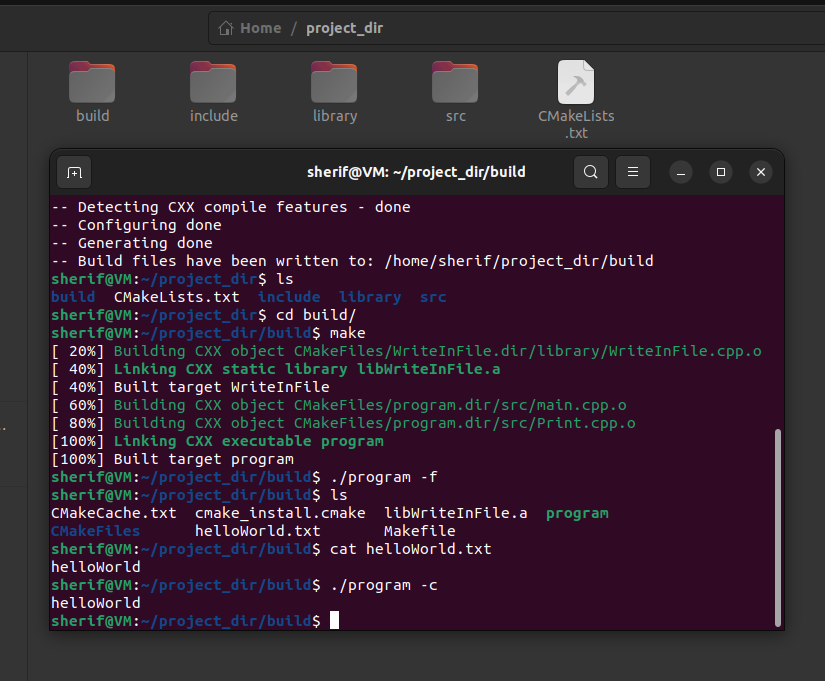 Home / project_dir
build
include
library
src
CMakeLists
.txt
sherif@VM: ~/project_dir/build
-- Detecting CXX compile features - done
-- Configuring done
-- Generating done
-- Build files have been written to: /home/sherif/project_dir/build
sherif@VM:~/project_dir$ ls
build  CMakeLists.txt  include  library  src
sherif@VM:~/project_dir$ cd build/
sherif@VM:~/project_dir/build$ make
[ 20%] Building CXX object CMakeFiles/WriteInFile.dir/library/WriteInFile.cpp.o
[ 40%] Linking CXX static library libWriteInFile.a
[ 40%] Built target WriteInFile
[ 60%] Building CXX object CMakeFiles/program.dir/src/main.cpp.o
[ 80%] Building CXX object CMakeFiles/program.dir/src/Print.cpp.o
[100%] Linking CXX executable program
[100%] Built target program
sherif@VM:~/project_dir/build$ ./program -f
sherif@VM:~/project_dir/build$ ls
CMakeCache.txt  cmake_install.cmake  libWriteInFile.a  program
CMakeFiles      helloWorld.txt       Makefile
sherif@VM:~/project_dir/build$ cat helloWorld.txt
helloWorld
sherif@VM:~/project_dir/build$ ./program -c
helloWorld
sherif@VM:~/project_dir/build$